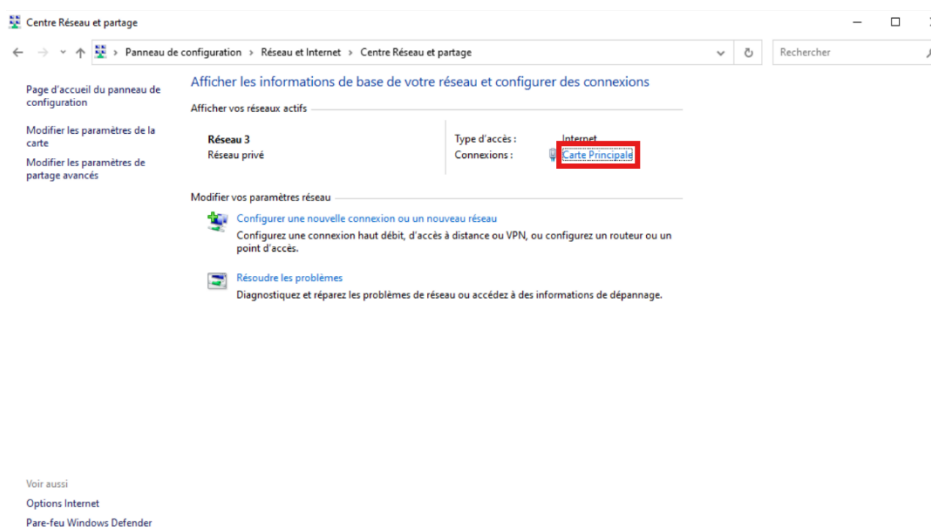 Centre Réseau et partage
Panneau de configuration > Réseau et Internet > Centre Réseau et partage
Rechercher
Page d'accueil du panneau de
configuration
Modifier les paramètres de la
carte
Modifier les paramètres de
partage avancés
Afficher les informations de base de votre réseau et configurer des connexions
Afficher vos réseaux actifs
Réseau 3
Réseau privé
Type d'accès :
Internet
Connexions :
Carte Principale
Modifier vos paramètres réseau
Configurer une nouvelle connexion ou un nouveau réseau
Configurez une connexion haut débit, d'accès à distance ou VPN, ou configurez un routeur ou un
point d'accès.
Résoudre les problèmes
Diagnostiquez et réparez les problèmes de réseau ou accédez à des informations de dépannage.
Voir aussi
Options Internet
Pare-feu Windows Defender